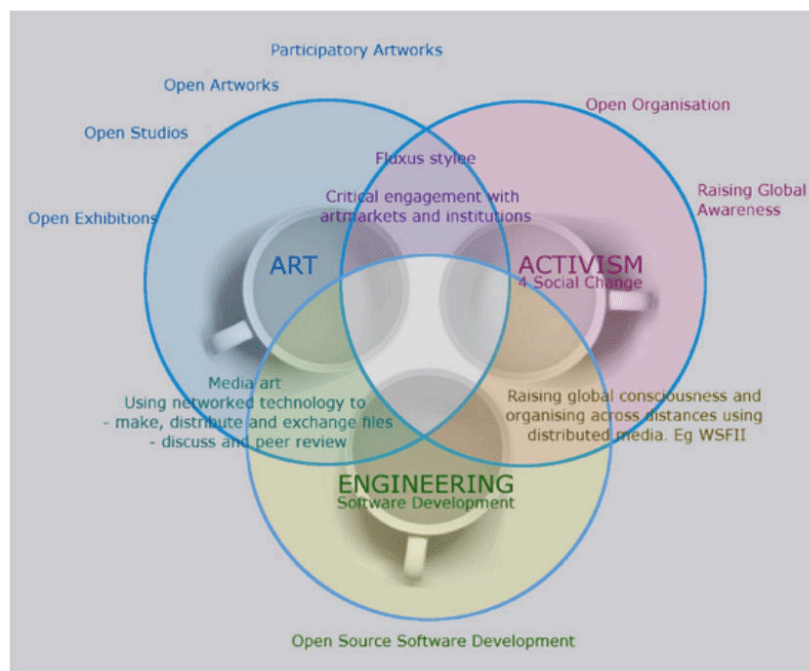 Participatory Artworks
Open Artworks
Open Organisation
Open Studios
Fluxus stylee
Raising Global
Awareness
Critical engagement with
artmarkets and institutions
Open Exhibitions
ART
ACTIVISM
4 Social Change
Media art
Using networked technology to
- make, distribute and exchange files
- discuss and peer review
Raising global consciousness and
organising across distances using
distributed media. Eg WSFII
ENGINEERING
Software Development
Open Source Software Development